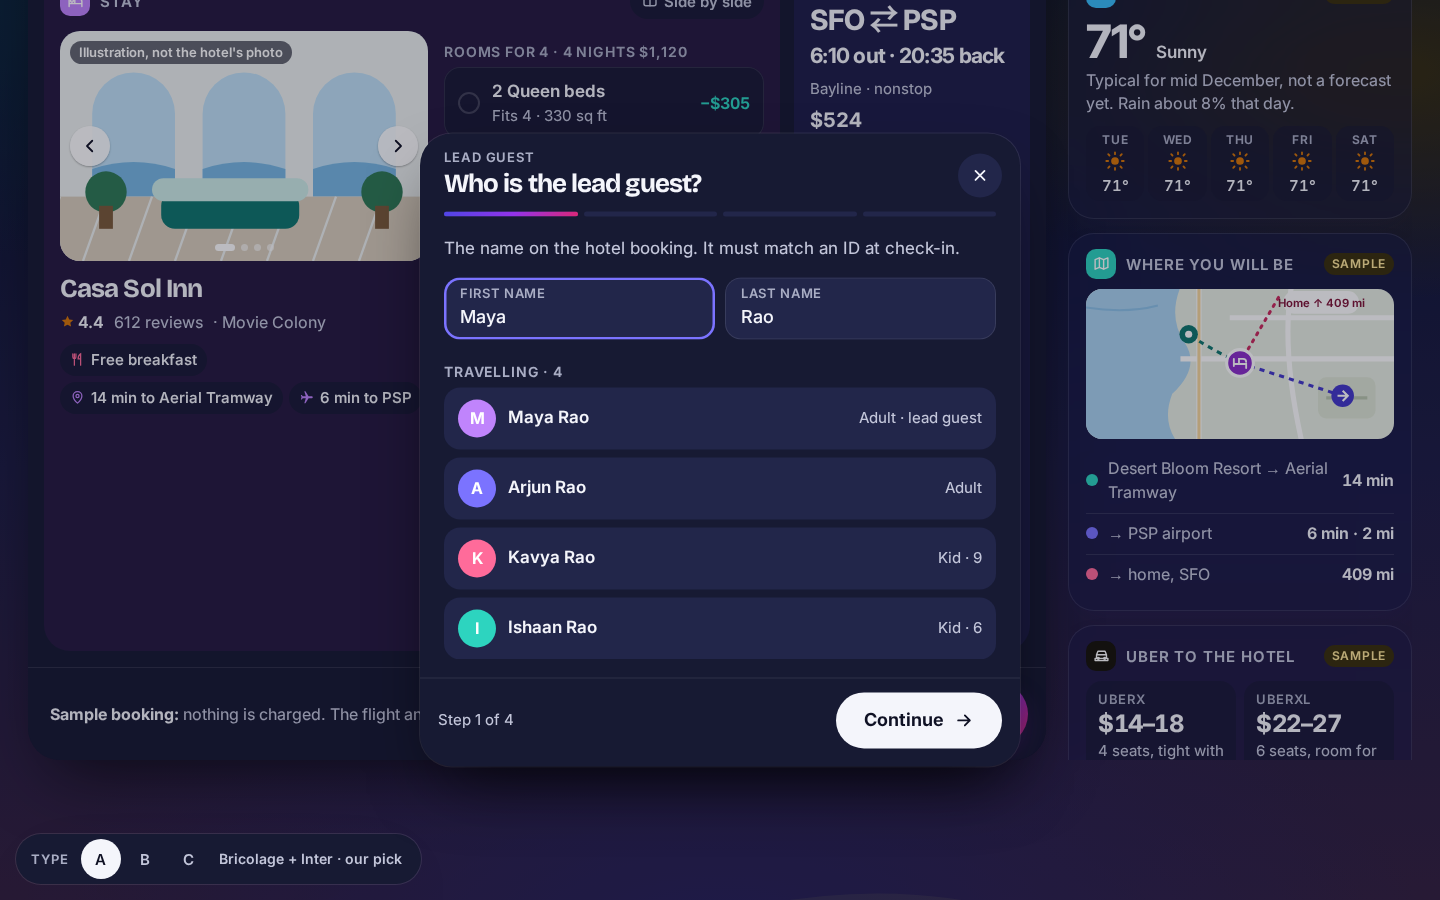 STAY
Side by side
Illustration, not the hotel's photo
Casa Sol Inn
4.4 612 reviews · Movie Colony
Free breakfast
14 min to Aerial Tramway
6 min to PSP
ROOMS FOR 4 · 4 NIGHTS $1,120
2 Queen beds
Fits 4 · 330 sq ft
−$305
SFO ⇄ PSP
6:10 out · 20:35 back
Bayline · nonstop
$524
LEAD GUEST
Who is the lead guest?
The name on the hotel booking. It must match an ID at check-in.
FIRST NAME
Maya
LAST NAME
Rao
TRAVELLING · 4
M Maya Rao Adult · lead guest
A Arjun Rao Adult
K Kavya Rao Kid · 9
I Ishaan Rao Kid · 6
Step 1 of 4
Continue →
Sample booking: nothing is charged. The flight an
71° Sunny
Typical for mid December, not a forecast
yet. Rain about 8% that day.
TUE WED THU FRI SAT
71° 71° 71° 71° 71°
WHERE YOU WILL BE SAMPLE
Home ↑ 409 mi
Desert Bloom Resort → Aerial
Tramway
14 min
→ PSP airport 6 min · 2 mi
→ home, SFO 409 mi
UBER TO THE HOTEL SAMPLE
UBERX
$14–18
4 seats, tight with
UBERXL
$22–27
6 seats, room for
TYPE A B C Bricolage + Inter · our pick